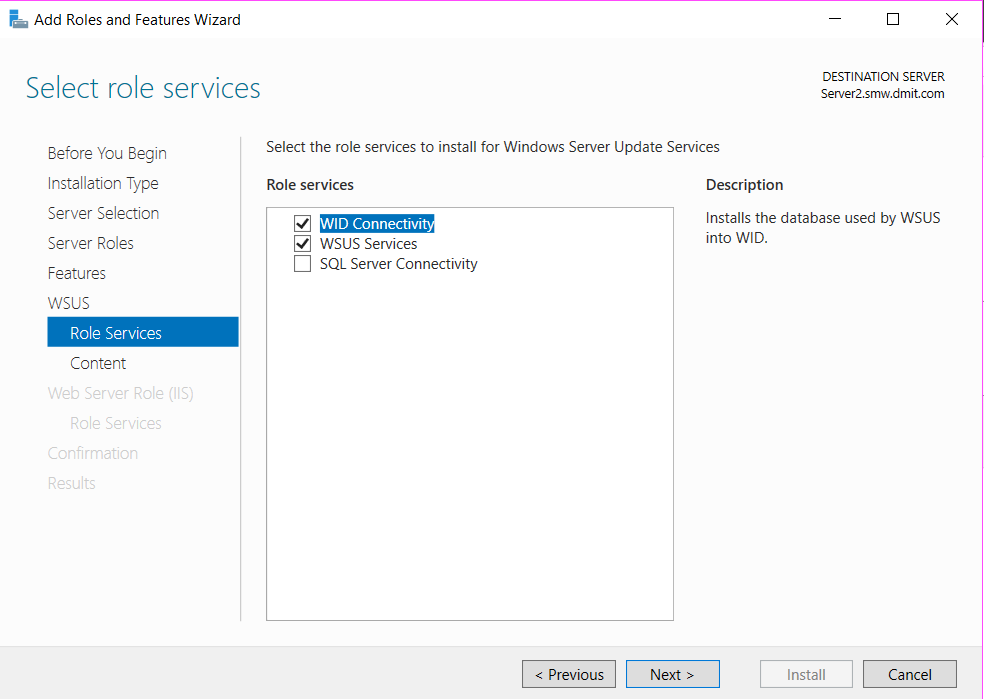 Add Roles and Features Wizard
Select role services
DESTINATION SERVER
Server2.smw.dmit.com
Before You Begin
Installation Type
Server Selection
Server Roles
Features
WSUS
Role Services
Content
Web Server Role (IIS)
Role Services
Confirmation
Results
Select the role services to install for Windows Server Update Services
Role services
WID Connectivity
WSUS Services
SQL Server Connectivity
Description
Installs the database used by WSUS
into WID.
< Previous
Next >
Install
Cancel